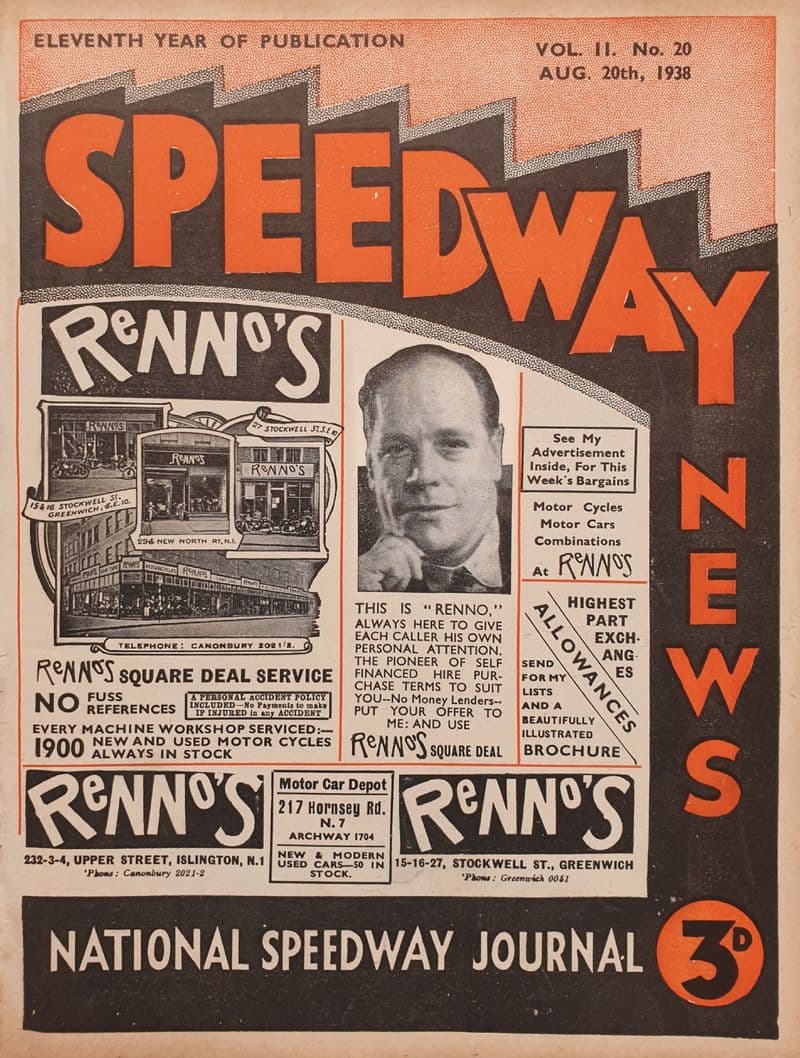 ELEVENTH YEAR OF PUBLICATION
VOL. 11. No. 20
AUG. 20th, 1938
SPEEDWAY
NEWS
RENNO'S
RENNO'S
27 STOCKWELL ST. S.E.10
RENNO'S
RENNO'S
15 & 16 STOCKWELL ST.
GREENWICH. S.E.10.
296 NEW NORTH RD. N.1.
TELEPHONE: CANONBURY 2021/2.
RENNO'S SQUARE DEAL SERVICE
NO FUSS
REFERENCES
A PERSONAL ACCIDENT POLICY
INCLUDED—No Payments to make
IF INJURED in any ACCIDENT
EVERY MACHINE WORKSHOP SERVICED:—
1900 NEW AND USED MOTOR CYCLES
ALWAYS IN STOCK
THIS IS "RENNO,"
ALWAYS HERE TO GIVE
EACH CALLER HIS OWN
PERSONAL ATTENTION.
THE PIONEER OF SELF
FINANCED HIRE PUR-
CHASE TERMS TO SUIT
YOU--No Money Lenders--
PUT YOUR OFFER TO
ME: AND USE
RENNO'S SQUARE DEAL
See My
Advertisement
Inside, For This
Week's Bargains
Motor Cycles
Motor Cars
Combinations
At RENNO'S
HIGHEST
PART
EXCH-
ANG-
ES
ALLOWANCES
SEND
FOR MY
LISTS
AND A
BEAUTIFULLY
ILLUSTRATED
BROCHURE
RENNO'S
232-3-4, UPPER STREET, ISLINGTON, N.1
'Phone: Canonbury 2021-2
Motor Car Depot
217 Hornsey Rd.
N. 7
ARCHWAY 1704
NEW & MODERN
USED CARS—50 IN
STOCK.
RENNO'S
15-16-27, STOCKWELL ST., GREENWICH
'Phone: Greenwich 0051
NATIONAL SPEEDWAY JOURNAL
3D